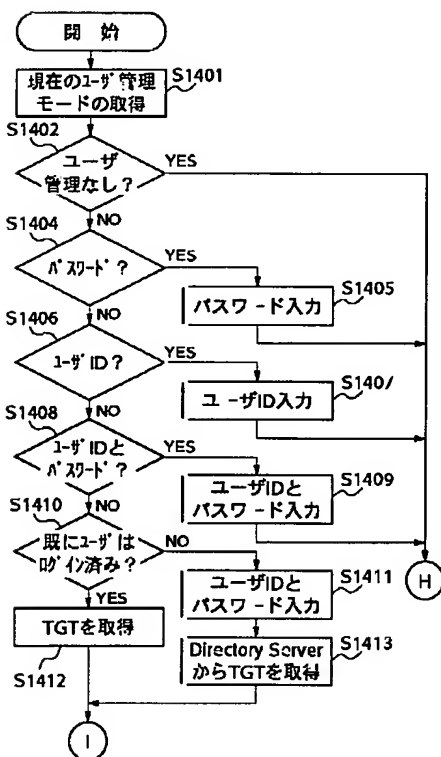 開 始
現在のユーザ管理
モードの取得
S1401
S1402
ユーザ
管理なし?
YES
NO
S1404
パスワード?
YES
S1405
パスワード入力
NO
S1406
ユーザID?
YES
S1407
ユーザID入力
NO
S1408
ユーザIDと
パスワード?
YES
S1409
ユーザIDと
パスワード入力
NO
S1410
既にユーザは
ログイン済み?
NO
S1411
ユーザIDと
パスワード入力
H
YES
TGTを取得
S1412
Directory Server
からTGTを取得
S1413
I